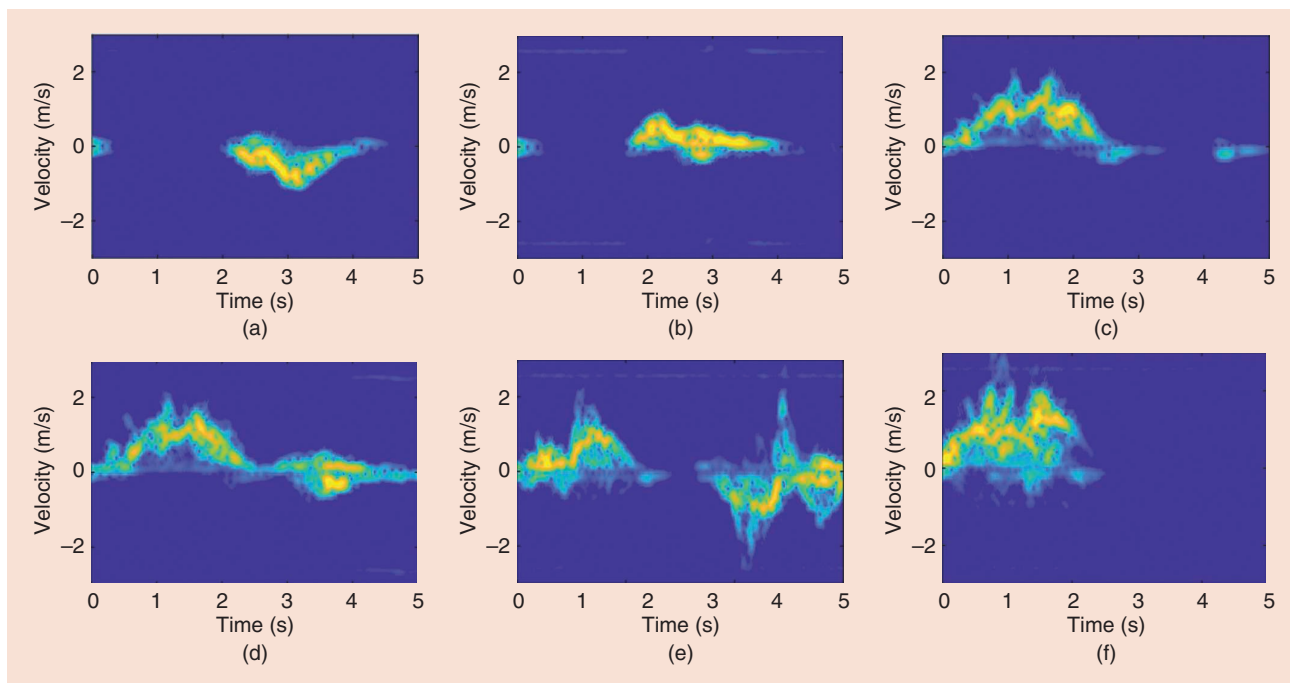 Velocity (m/s)
2
0
–2
0 1 2 3 4 5
Time (s)
(a)
Velocity (m/s)
2
0
–2
0 1 2 3 4 5
Time (s)
(b)
Velocity (m/s)
2
0
–2
0 1 2 3 4 5
Time (s)
(c)
Velocity (m/s)
2
0
–2
0 1 2 3 4 5
Time (s)
(d)
Velocity (m/s)
2
0
–2
0 1 2 3 4 5
Time (s)
(e)
Velocity (m/s)
2
0
–2
0 1 2 3 4 5
Time (s)
(f)